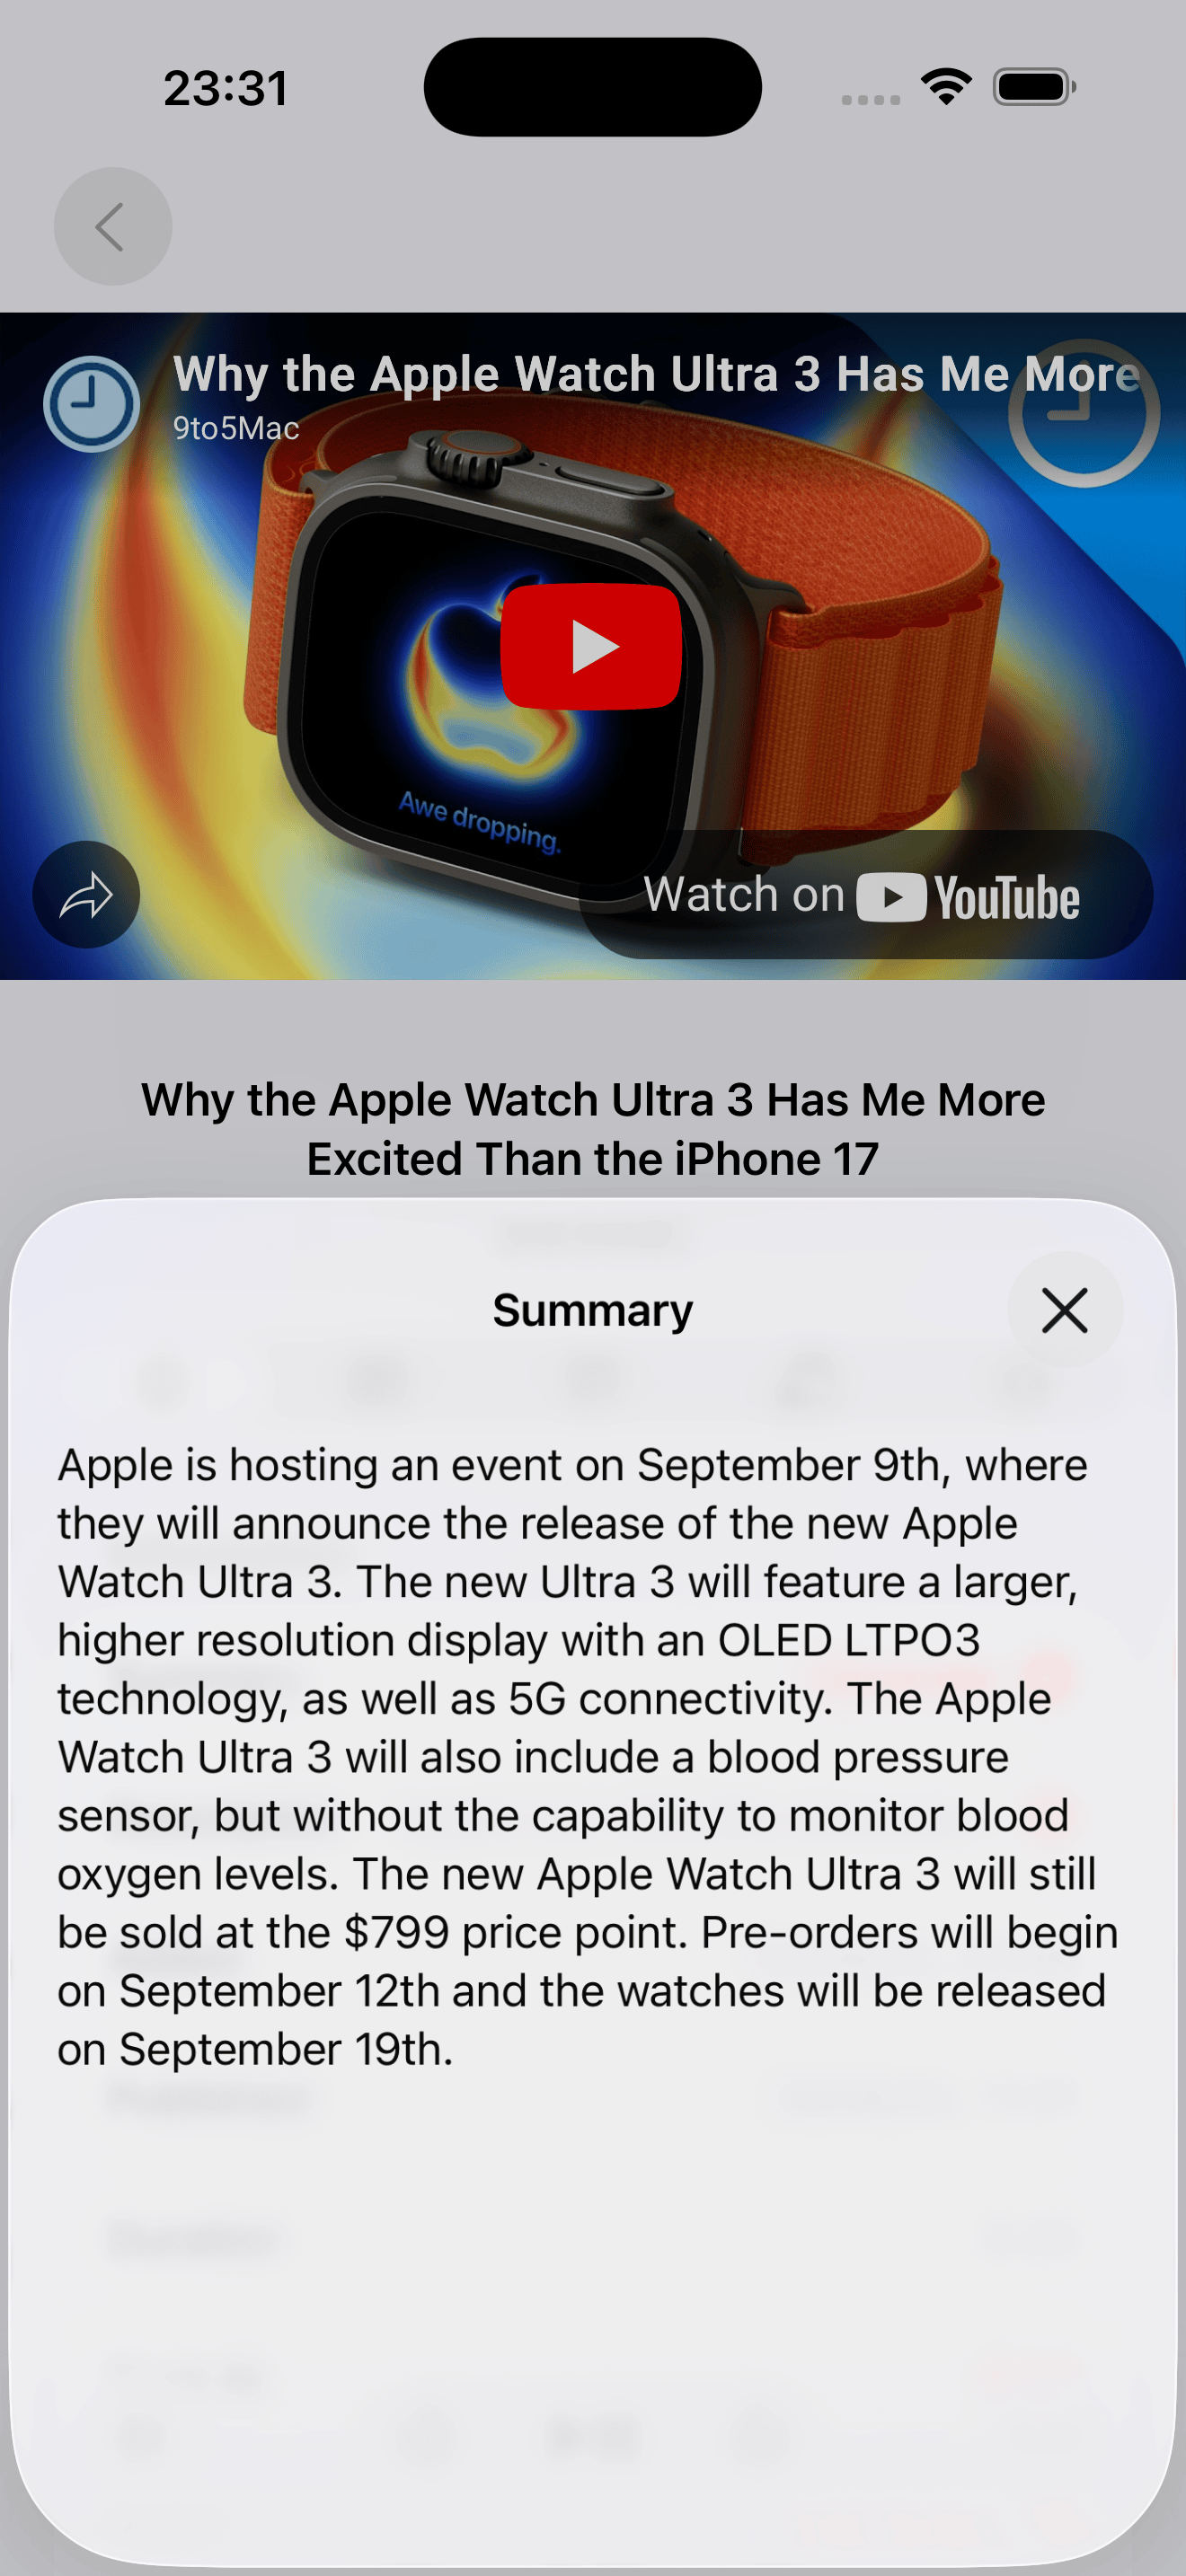 23:31
Why the Apple Watch Ultra 3 Has Me More
9to5Mac
Awe dropping.
Watch on YouTube
Why the Apple Watch Ultra 3 Has Me More
Excited Than the iPhone 17
Summary
Apple is hosting an event on September 9th, where
they will announce the release of the new Apple
Watch Ultra 3. The new Ultra 3 will feature a larger,
higher resolution display with an OLED LTPO3
technology, as well as 5G connectivity. The Apple
Watch Ultra 3 will also include a blood pressure
sensor, but without the capability to monitor blood
oxygen levels. The new Apple Watch Ultra 3 will still
be sold at the $799 price point. Pre-orders will begin
on September 12th and the watches will be released
on September 19th.